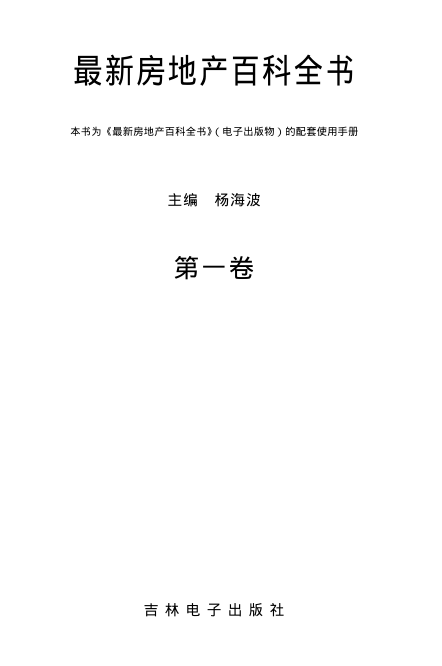 最新房地产百科全书
本书为《最新房地产百科全书》(电子出版物)的配套使用手册
主编　杨海波
第一卷
吉林电子出版社